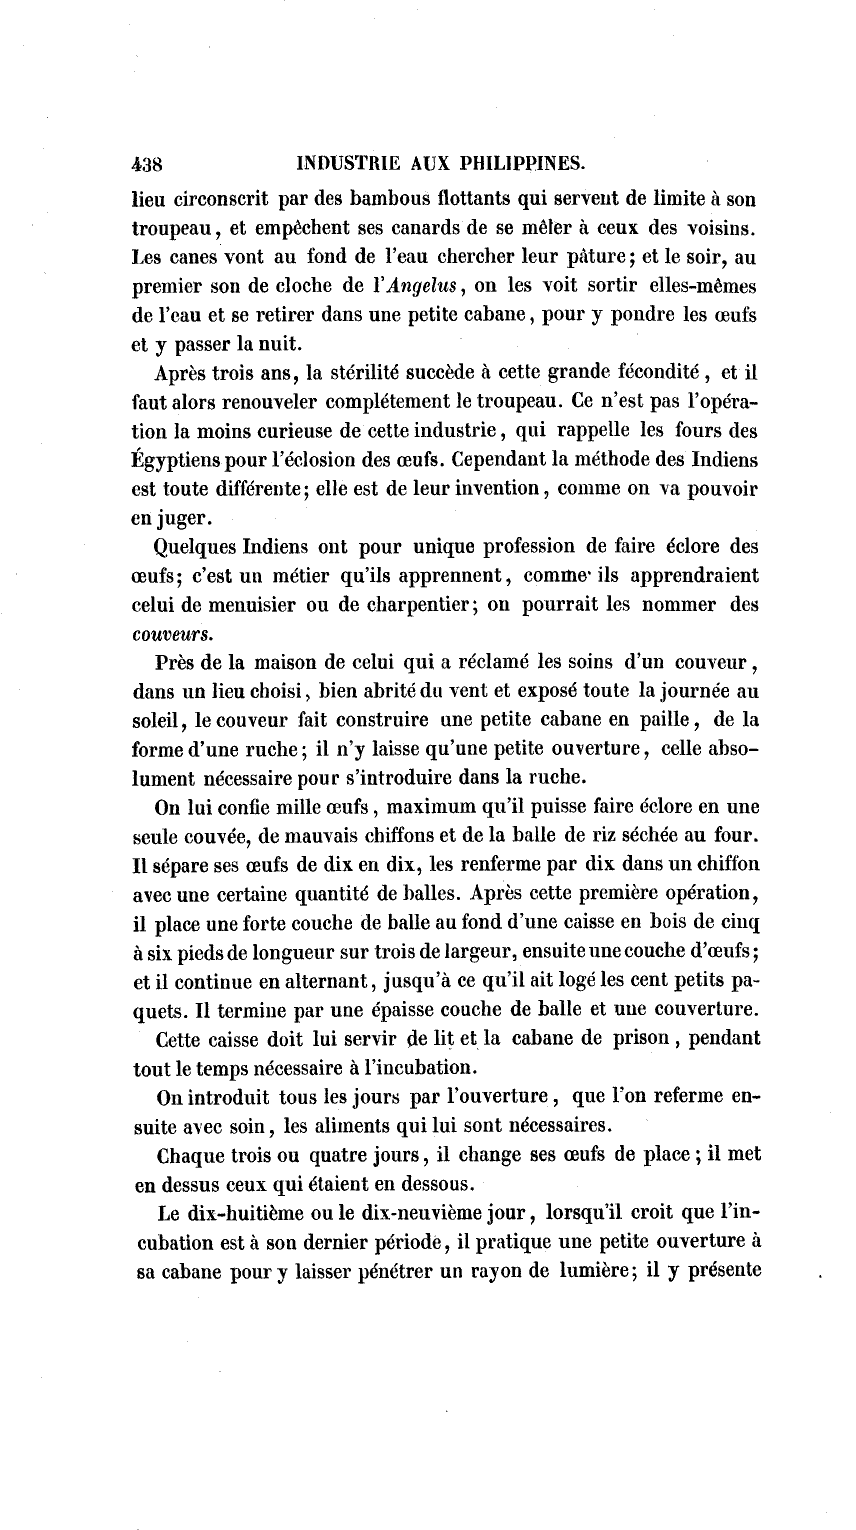 438 INDUSTRIE AUX PHILIPPINES.
lieu circonscrit par des bambous flottants qui servent de limite à son
troupeau, et empêchent ses canards de se mêler à ceux des voisins.
Les canes vont au fond de l'eau chercher leur pâture; et le soir, au
premier son de cloche de l'Angelus, on les voit sortir elles-mêmes
de l'eau et se retirer dans une petite cabane, pour y pondre les œufs
et y passer la nuit.
Après trois ans, la stérilité succède à cette grande fécondité, et il
faut alors renouveler complétement le troupeau. Ce n'est pas l'opéra-
tion la moins curieuse de cette industrie, qui rappelle les fours des
Égyptiens pour l'éclosion des œufs. Cependant la méthode des Indiens
est toute différente; elle est de leur invention, comme on va pouvoir
en juger.
Quelques Indiens ont pour unique profession de faire éclore des
œufs; c'est un métier qu'ils apprennent, comme ils apprendraient
celui de menuisier ou de charpentier; on pourrait les nommer des
couveurs.
Près de la maison de celui qui a réclamé les soins d'un couveur,
dans un lieu choisi, bien abrité du vent et exposé toute la journée au
soleil, le couveur fait construire une petite cabane en paille, de la
forme d'une ruche; il n'y laisse qu'une petite ouverture, celle abso-
lument nécessaire pour s'introduire dans la ruche.
On lui confie mille œufs, maximum qu'il puisse faire éclore en une
seule couvée, de mauvais chiffons et de la balle de riz séchée au four.
Il sépare ses œufs de dix en dix, les renferme par dix dans un chiffon
avec une certaine quantité de balles. Après cette première opération,
il place une forte couche de balle au fond d'une caisse en bois de cinq
à six pieds de longueur sur trois de largeur, ensuite une couche d'œufs;
et il continue en alternant, jusqu'à ce qu'il ait logé les cent petits pa-
quets. Il termine par une épaisse couche de balle et une couverture.
Cette caisse doit lui servir de lit et la cabane de prison, pendant
tout le temps nécessaire à l'incubation.
On introduit tous les jours par l'ouverture, que l'on referme en-
suite avec soin, les aliments qui lui sont nécessaires.
Chaque trois ou quatre jours, il change ses œufs de place; il met
en dessus ceux qui étaient en dessous.
Le dix-huitième ou le dix-neuvième jour, lorsqu'il croit que l'in-
cubation est à son dernier période, il pratique une petite ouverture à
sa cabane pour y laisser pénétrer un rayon de lumière; il y présente